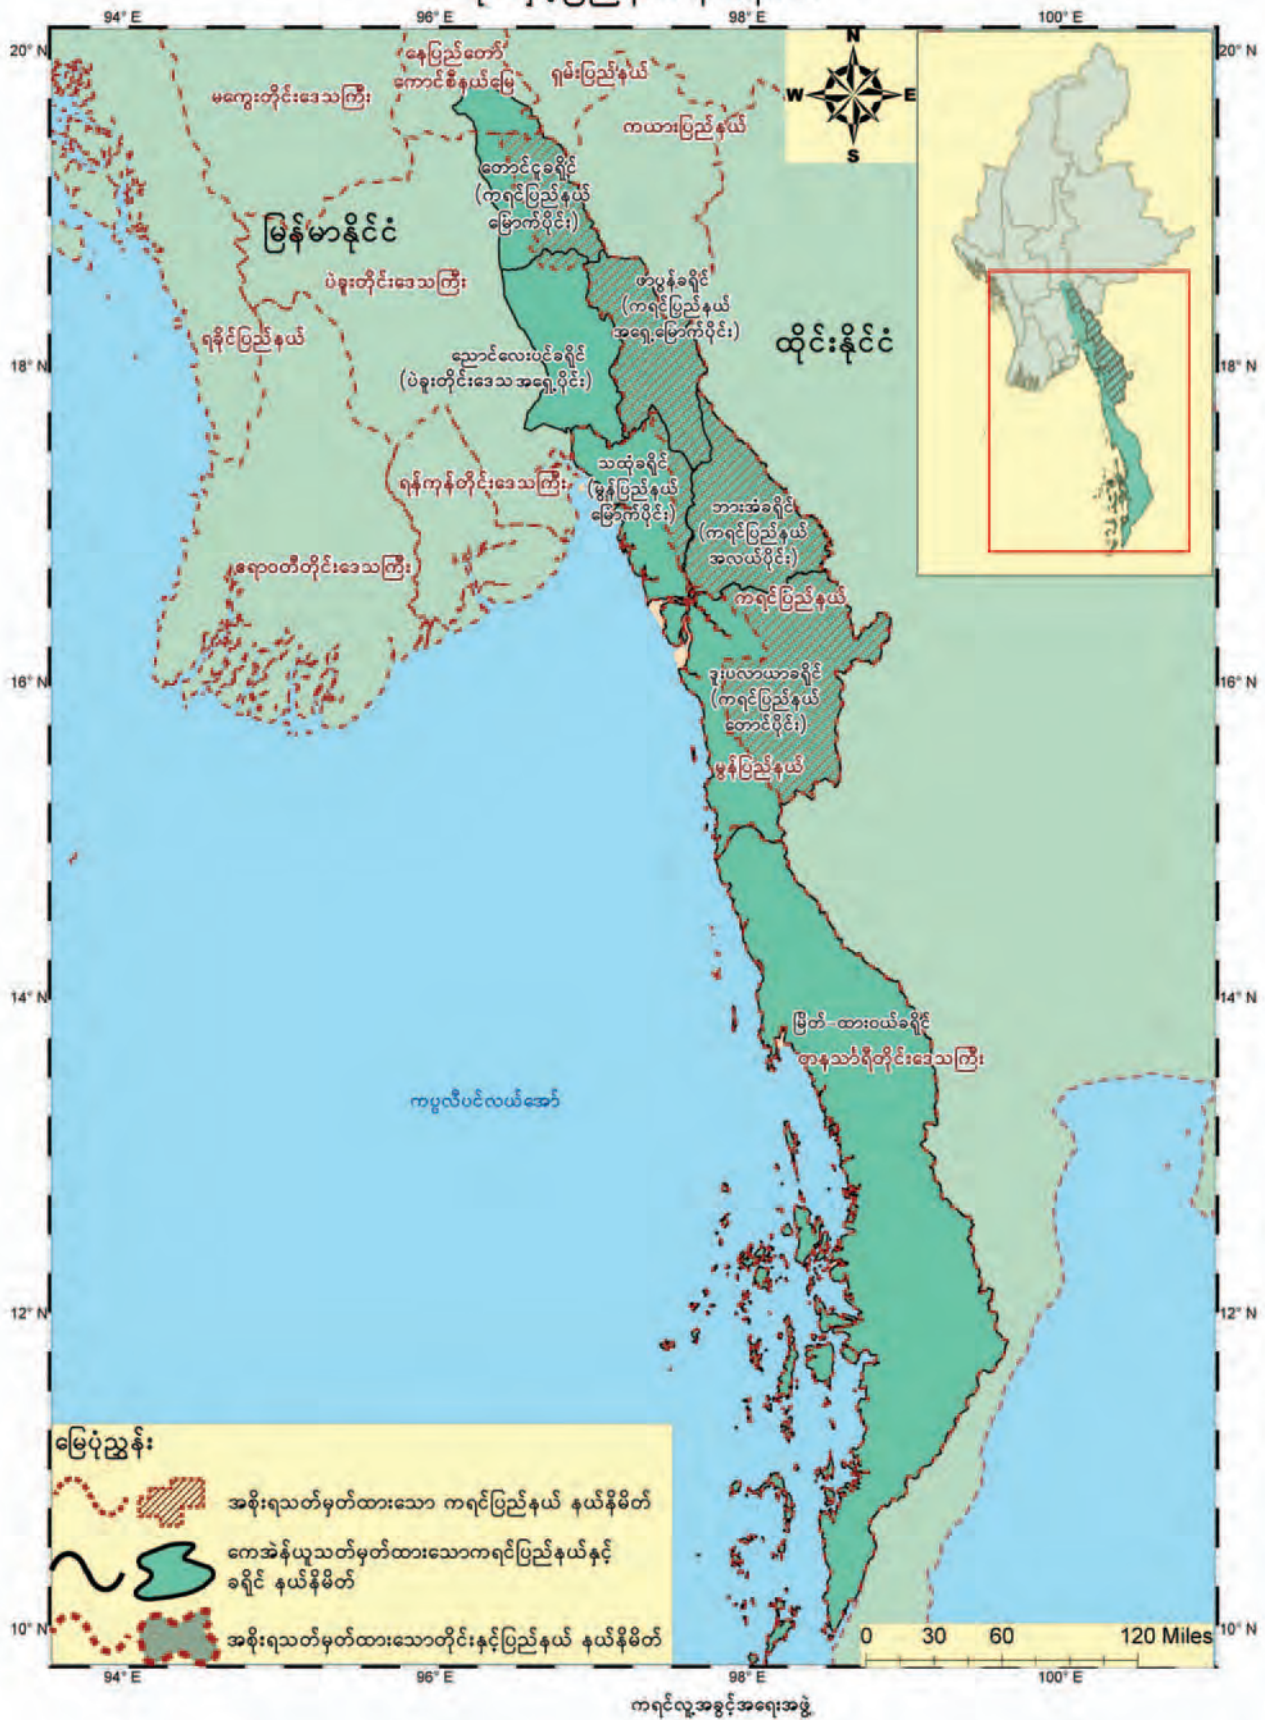 94° E
96° E
98° E
100° E
20° N
20° N
နေပြည်တော်
ကောင်စီနယ်မြေ
ရှမ်းပြည်နယ်
မကွေးတိုင်းဒေသကြီး
ကယားပြည်နယ်
N
W
E
S
တောင်ငူခရိုင်
(ကရင်ပြည်နယ်
မြောက်ပိုင်း)
မြန်မာနိုင်ငံ
ပဲခူးတိုင်းဒေသကြီး
ဖာပွန်ခရိုင်
(ကရင်ပြည်နယ်
အရှေ့မြောက်ပိုင်း)
ထိုင်းနိုင်ငံ
ရခိုင်ပြည်နယ်
18° N
18° N
ညောင်လေးပင်ခရိုင်
(ပဲခူးတိုင်းဒေသအရှေ့ပိုင်း)
သထုံခရိုင်
(မွန်ပြည်နယ်
မြောက်ပိုင်း)
ရန်ကုန်တိုင်းဒေသကြီး
ဘားအံခရိုင်
(ကရင်ပြည်နယ်
အလယ်ပိုင်း)
ဧရာဝတီတိုင်းဒေသကြီး
ကရင်ပြည်နယ်
16° N
16° N
ဒူးပလာယာခရိုင်
(ကရင်ပြည်နယ်
တောင်ပိုင်း)
မွန်ပြည်နယ်
14° N
14° N
မြိတ်-ထားဝယ်ခရိုင်
တနင်္သာရီတိုင်းဒေသကြီး
ကပ္ပလီပင်လယ်အော်
12° N
12° N
မြေပုံညွှန်း
အစိုးရသတ်မှတ်ထားသော ကရင်ပြည်နယ် နယ်နိမိတ်
ကေအဲန်ယူသတ်မှတ်ထားသောကရင်ပြည်နယ်နှင့်
ခရိုင် နယ်နိမိတ်
အစိုးရသတ်မှတ်ထားသောတိုင်းနှင့်ပြည်နယ် နယ်နိမိတ်
10° N
10° N
0 30 60 120 Miles
94° E
96° E
98° E
100° E
ကရင်လူ့အခွင့်အရေးအဖွဲ့